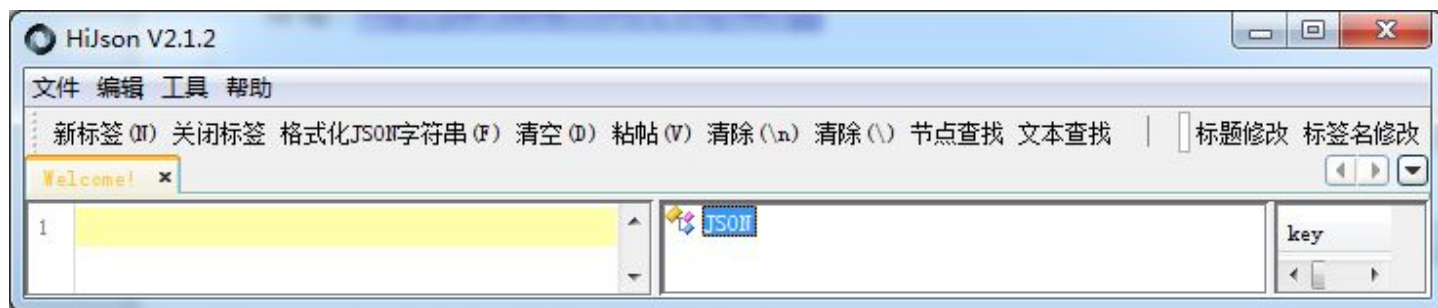 HiJson V2.1.2
文件 编辑 工具 帮助
新标签(N) 关闭标签 格式化JSON字符串(F) 清空(D) 粘帖(V) 清除(\n) 清除(\) 节点查找 文本查找 标题修改 标签名修改
Welcome!
1
JSON
key